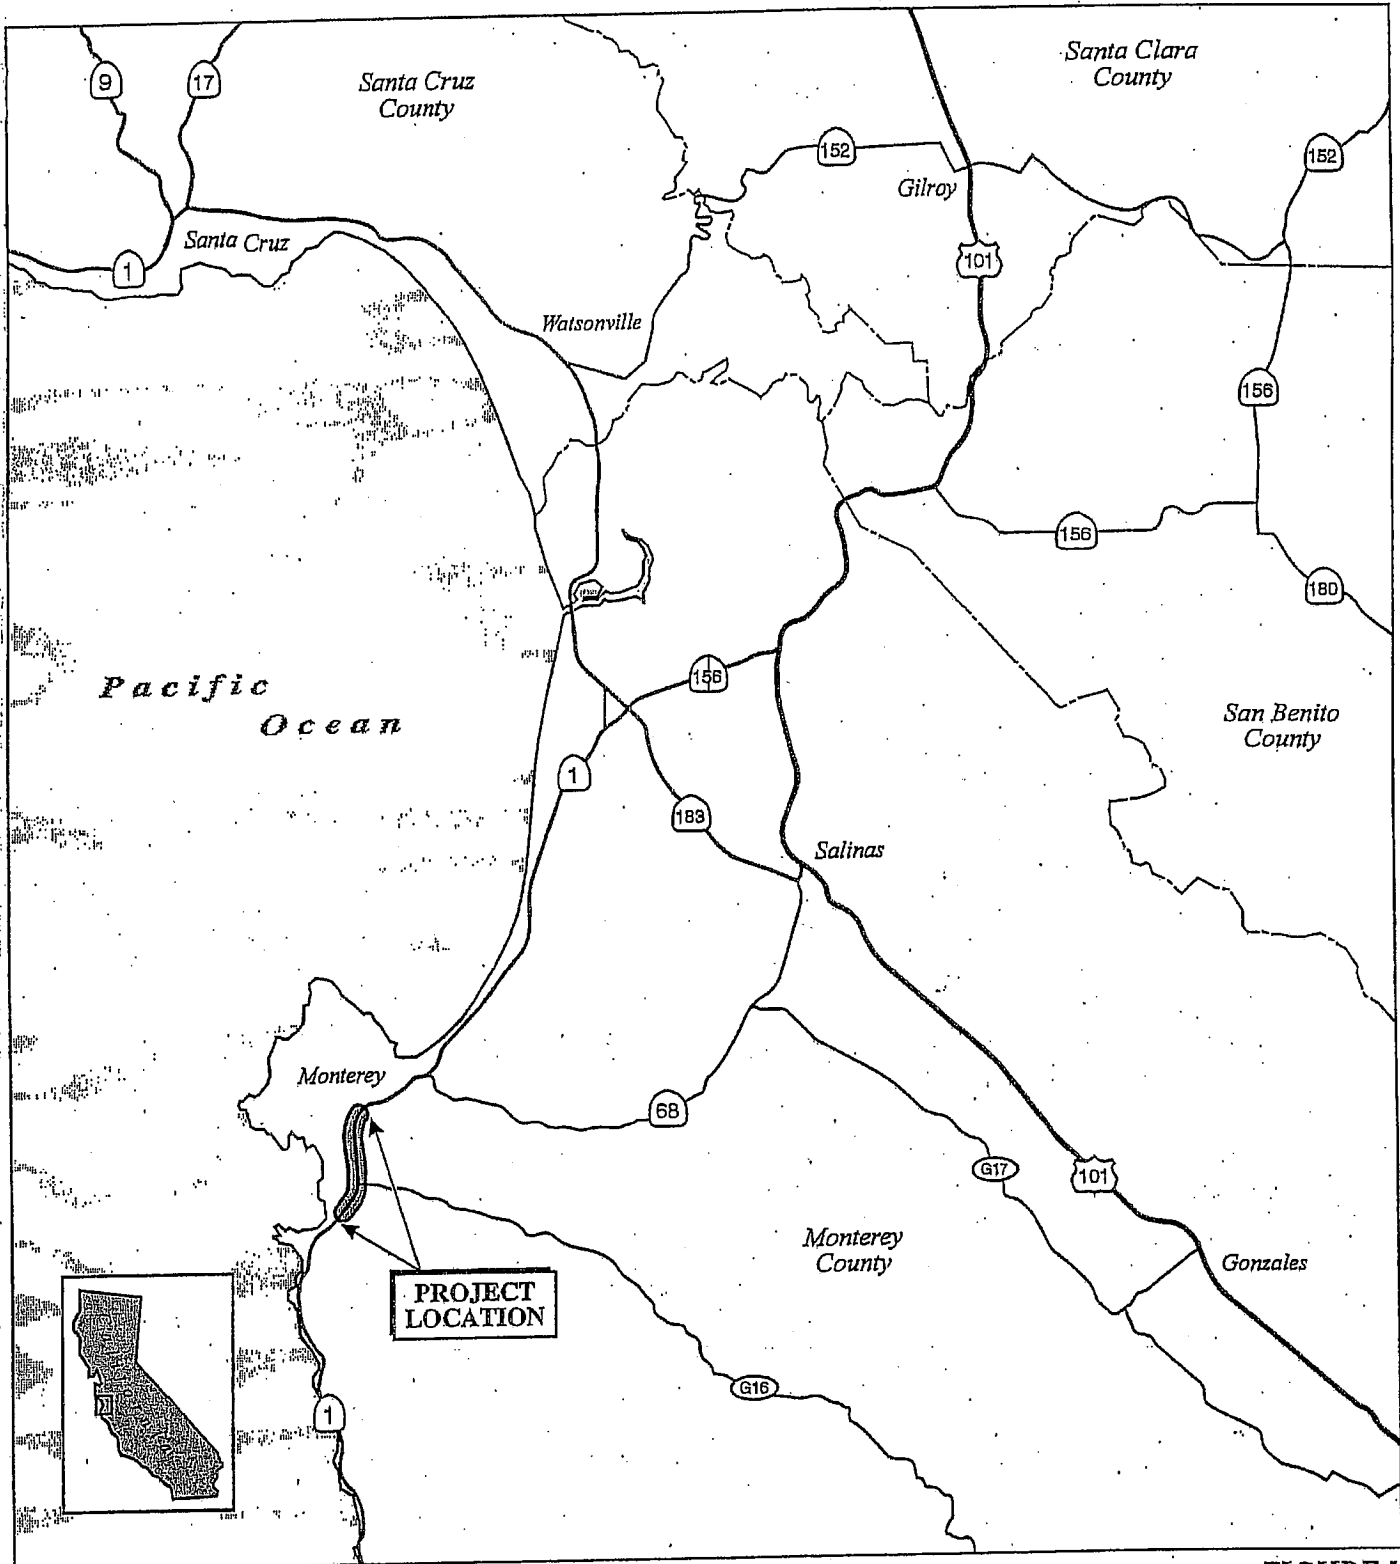 9
17
Santa Cruz
County
Santa Clara
County
152
152
Gilroy
Santa Cruz
1
101
Watsonville
156
156
180
Pacific
Ocean
156
San Benito
County
1
183
Salinas
Monterey
68
G17
101
Monterey
County
Gonzales
PROJECT
LOCATION
G16
1